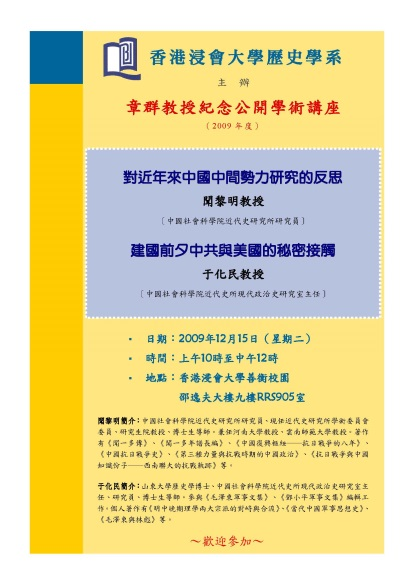 香港浸會大學歷史學系
主 辦
章群教授紀念公開學術講座
（2009 年度）
對近年來中國中間勢力研究的反思
聞黎明教授
〔中國社會科學院近代史研究所研究員〕
建國前夕中共與美國的秘密接觸
于化民教授
〔中國社會科學院近代史所現代政治史研究室主任〕
• 日期：2009年12月15日（星期二）
• 時間：上午10時至中午12時
• 地點：香港浸會大學善衡校園
邵逸夫大樓九樓RRS905室
聞黎明簡介：中國社會科學院近代史研究所研究員、現任近代史研究所學術委員會
委員、研究生院教授、博士生導師，兼任河南大學教授、雲南師範大學教授。著作
有《聞一多傳》、《聞一多年譜長編》、《中國復興樞紐——抗日戰爭的八年》、
《中國抗日戰爭史》、《第三種力量與抗戰時期的中國政治》、《抗日戰爭與中國
知識份子——西南聯大的抗戰軌跡》等。
于化民簡介：山東大學歷史學博士、中國社會科學院近代史所現代政治史研究室主
任、研究員、博士生導師。參與《毛澤東軍事文集》、《鄧小平軍事文集》編輯工
作。個人著作有《明中晚期理學兩大宗派的對峙與合流》、《當代中國軍事思想史》、
《毛澤東與林彪》等。
～歡迎參加～